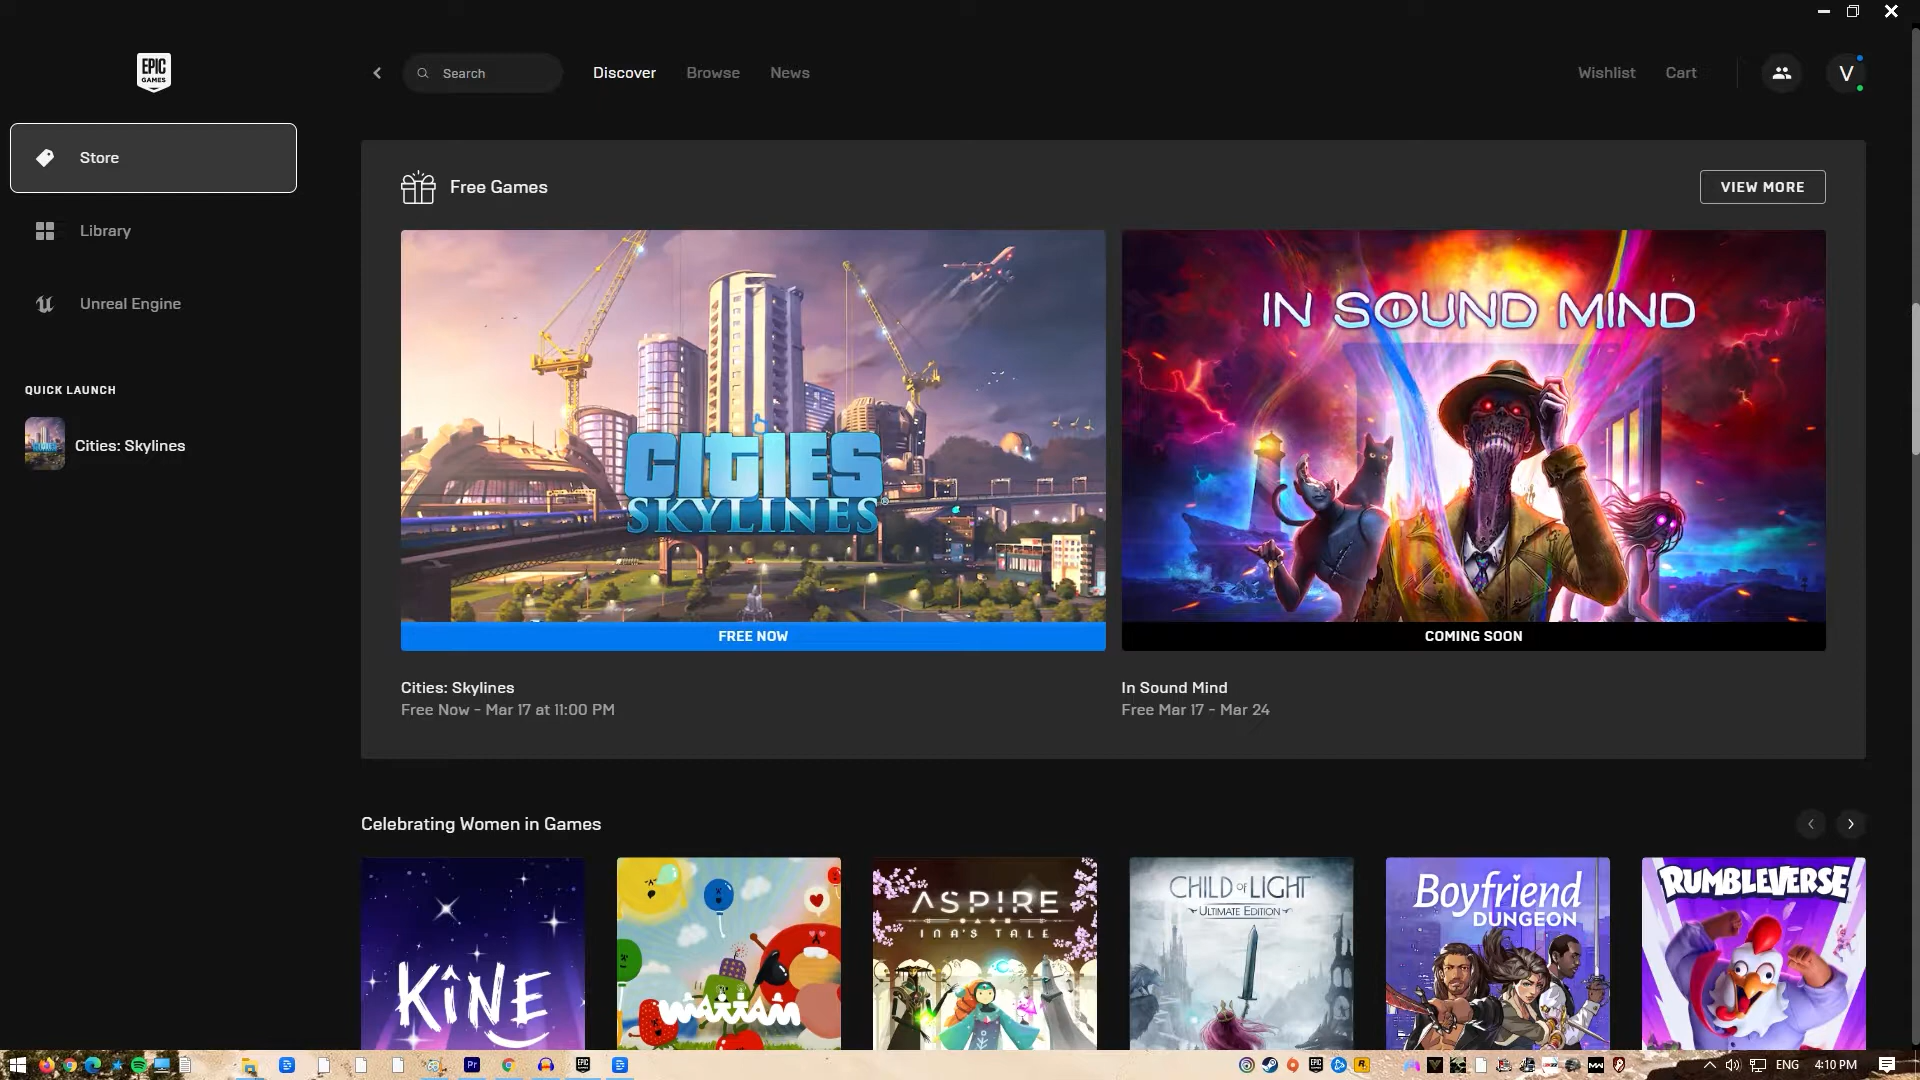 EPIC
GAMES
Search
Discover
Browse
News
Wishlist
Cart
V
Store
Library
Unreal Engine
QUICK LAUNCH
Cities: Skylines
Free Games
VIEW MORE
CITIES
SKYLINES
FREE NOW
Cities: Skylines
Free Now - Mar 17 at 11:00 PM
IN SOUND MIND
COMING SOON
In Sound Mind
Free Mar 17 - Mar 24
Celebrating Women in Games
KINE
WATTAM
ASPIRE
INA'S TALE
CHILD OF LIGHT
ULTIMATE EDITION
Boyfriend
DUNGEON
RUMBLEVERSE
Pr
EPIC
ENG
4:10 PM